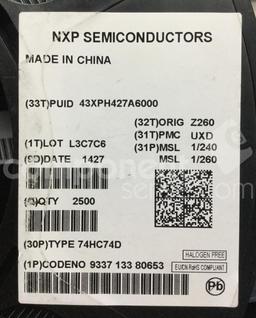 NXP SEMICONDUCTORS
MADE IN CHINA
(33T)PUID 43XPH427A6000
(32T)ORIG Z260
(31T)PMC UXD
(1T)LOT L3C7C6
(31P)MSL 1/240
(9D)DATE 1427
MSL 1/260
(Q)QTY 2500
(30P)TYPE 74HC74D
HALOGEN FREE
(1P)CODENO 9337 133 80653
EU/CN RoHS COMPLIANT
Pb